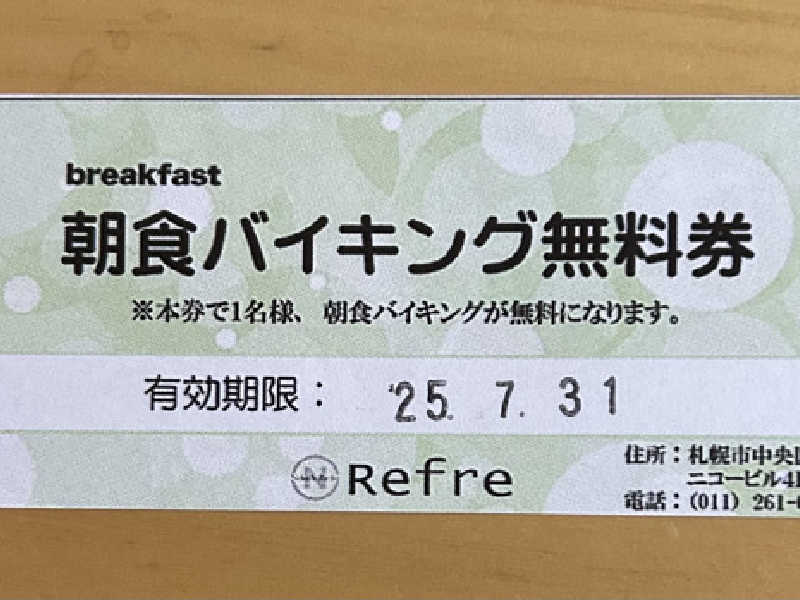 breakfast
朝食バイキング無料券
※本券で1名様、朝食バイキングが無料になります。
有効期限： '25. 7. 31
Refre
住所：札幌市中央区
ニコービル4
電話：(011) 261-